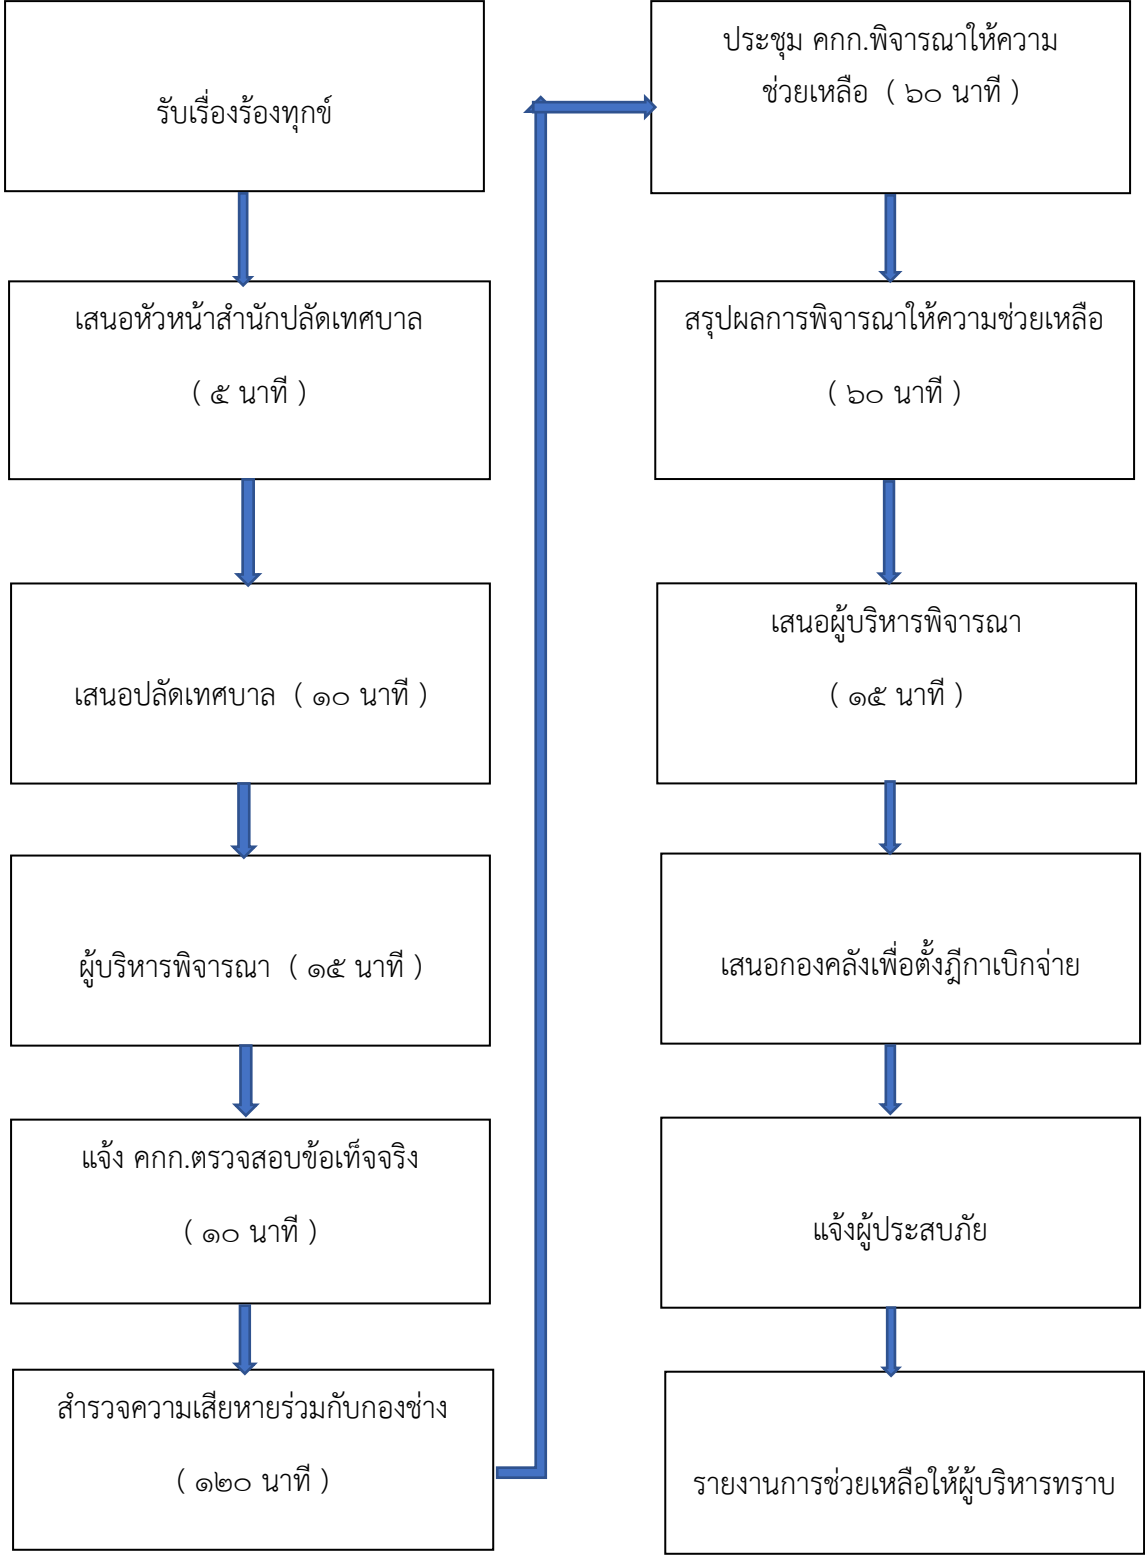 รับเรื่องร้องทุกข์
เสนอหัวหน้าสำนักปลัดเทศบาล
( ๕ นาที )
เสนอปลัดเทศบาล ( ๑๐ นาที )
ผู้บริหารพิจารณา ( ๑๕ นาที )
แจ้ง คกก.ตรวจสอบข้อเท็จจริง
( ๑๐ นาที )
สำรวจความเสียหายร่วมกับกองช่าง
( ๑๒๐ นาที )
ประชุม คกก.พิจารณาให้ความ
ช่วยเหลือ ( ๖๐ นาที )
สรุปผลการพิจารณาให้ความช่วยเหลือ
( ๖๐ นาที )
เสนอผู้บริหารพิจารณา
( ๑๕ นาที )
เสนอกองคลังเพื่อตั้งฎีกาเบิกจ่าย
แจ้งผู้ประสบภัย
รายงานการช่วยเหลือให้ผู้บริหารทราบ